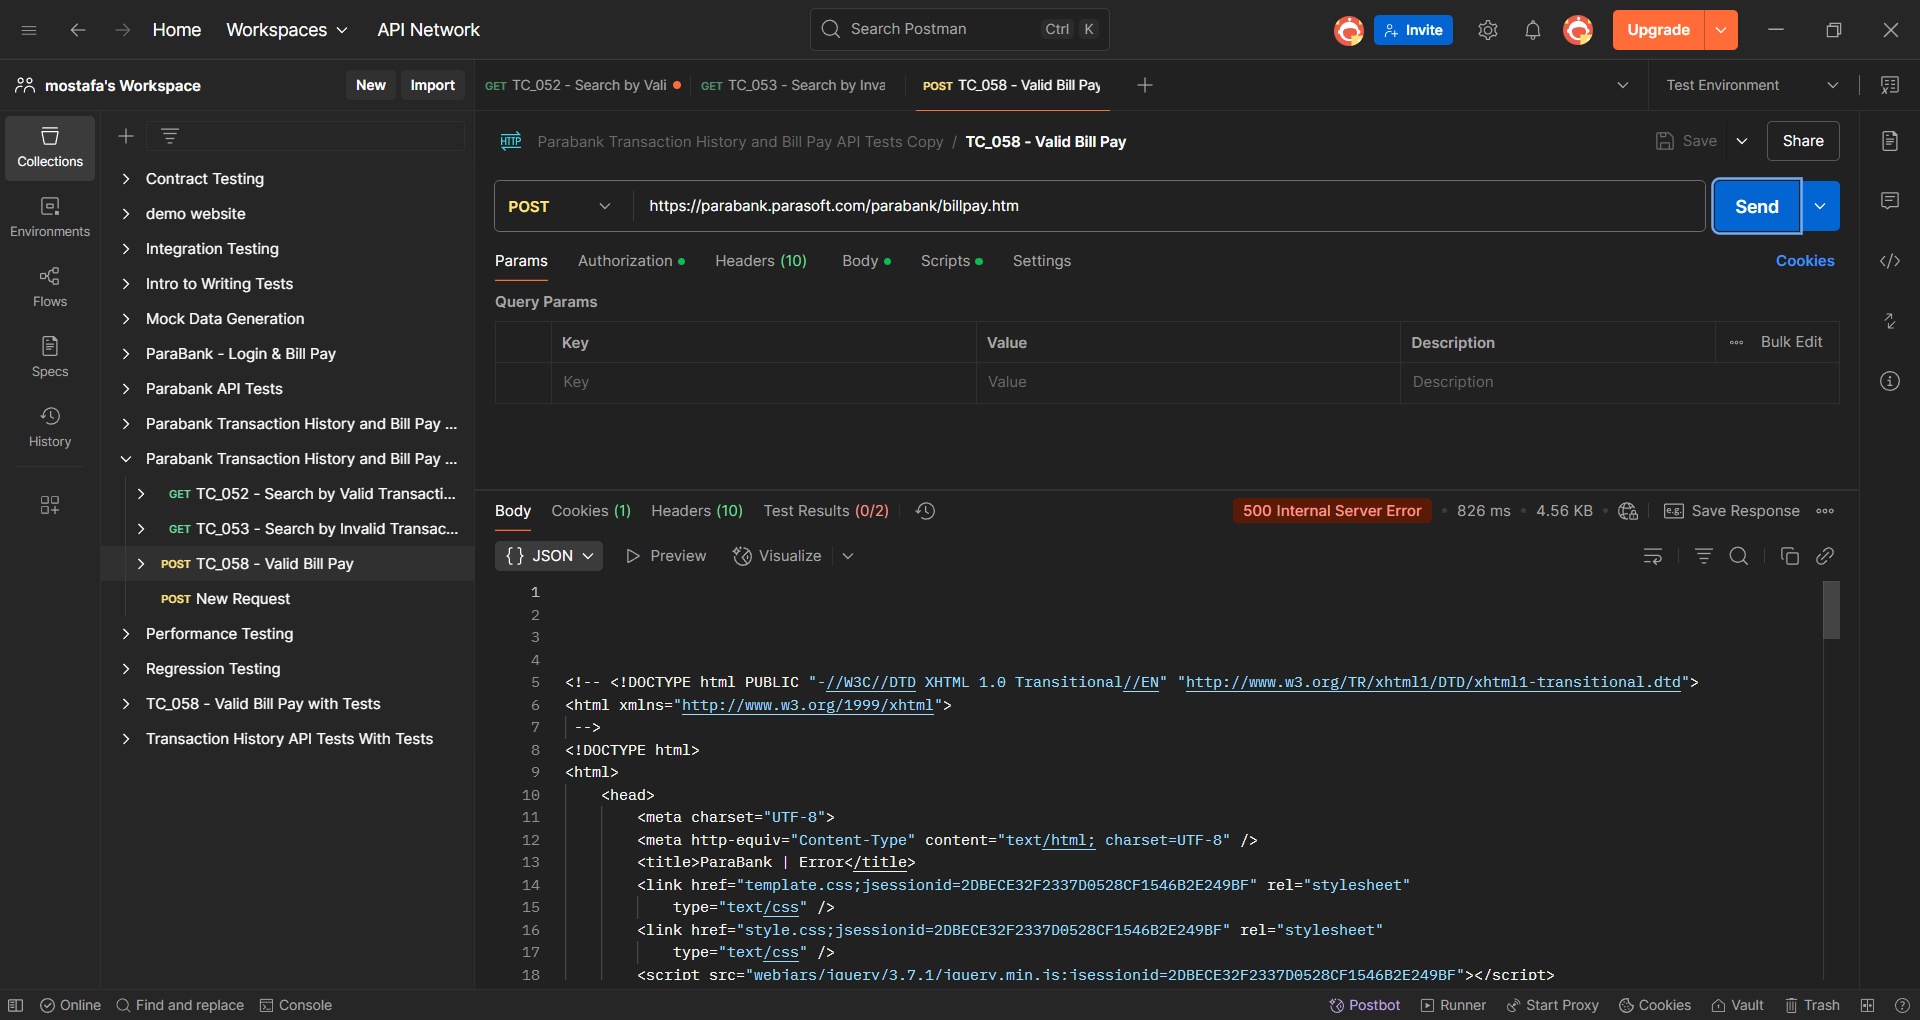 Home
Workspaces
API Network
Search Postman
Ctrl
K
Invite
Upgrade
mostafa's Workspace
New
Import
GET TC_052 - Search by Vali
GET TC_053 - Search by Inva
POST TC_058 - Valid Bill Pay
Test Environment
Collections
Environments
Flows
Specs
History
Contract Testing
demo website
Integration Testing
Intro to Writing Tests
Mock Data Generation
ParaBank - Login & Bill Pay
Parabank API Tests
Parabank Transaction History and Bill Pay ...
Parabank Transaction History and Bill Pay ...
GET TC_052 - Search by Valid Transacti...
GET TC_053 - Search by Invalid Transac...
POST TC_058 - Valid Bill Pay
POST New Request
Performance Testing
Regression Testing
TC_058 - Valid Bill Pay with Tests
Transaction History API Tests With Tests
HTTP Parabank Transaction History and Bill Pay API Tests Copy / TC_058 - Valid Bill Pay
Save
Share
POST
https://parabank.parasoft.com/parabank/billpay.htm
Send
Params
Authorization
Headers (10)
Body
Scripts
Settings
Cookies
Query Params
Key
Value
Description
Bulk Edit
Key
Value
Description
Body
Cookies (1)
Headers (10)
Test Results (0/2)
500 Internal Server Error
826 ms
4.56 KB
e.g. Save Response
{} JSON
Preview
Visualize
1
2
3
4
5 <!-- <!DOCTYPE html PUBLIC "-//W3C//DTD XHTML 1.0 Transitional//EN" "http://www.w3.org/TR/xhtml1/DTD/xhtml1-transitional.dtd">
6 <html xmlns="http://www.w3.org/1999/xhtml">
7 -->
8 <!DOCTYPE html>
9 <html>
10 <head>
11 <meta charset="UTF-8">
12 <meta http-equiv="Content-Type" content="text/html; charset=UTF-8" />
13 <title>ParaBank | Error</title>
14 <link href="template.css;jsessionid=2DBECE32F2337D0528CF1546B2E249BF" rel="stylesheet"
15 type="text/css" />
16 <link href="style.css;jsessionid=2DBECE32F2337D0528CF1546B2E249BF" rel="stylesheet"
17 type="text/css" />
18 <script src="webjars/jquery/3.7.1/jquery.min.js;jsessionid=2DBECE32F2337D0528CF1546B2E249BF"></script>
Online
Find and replace
Console
Postbot
Runner
Start Proxy
Cookies
Vault
Trash